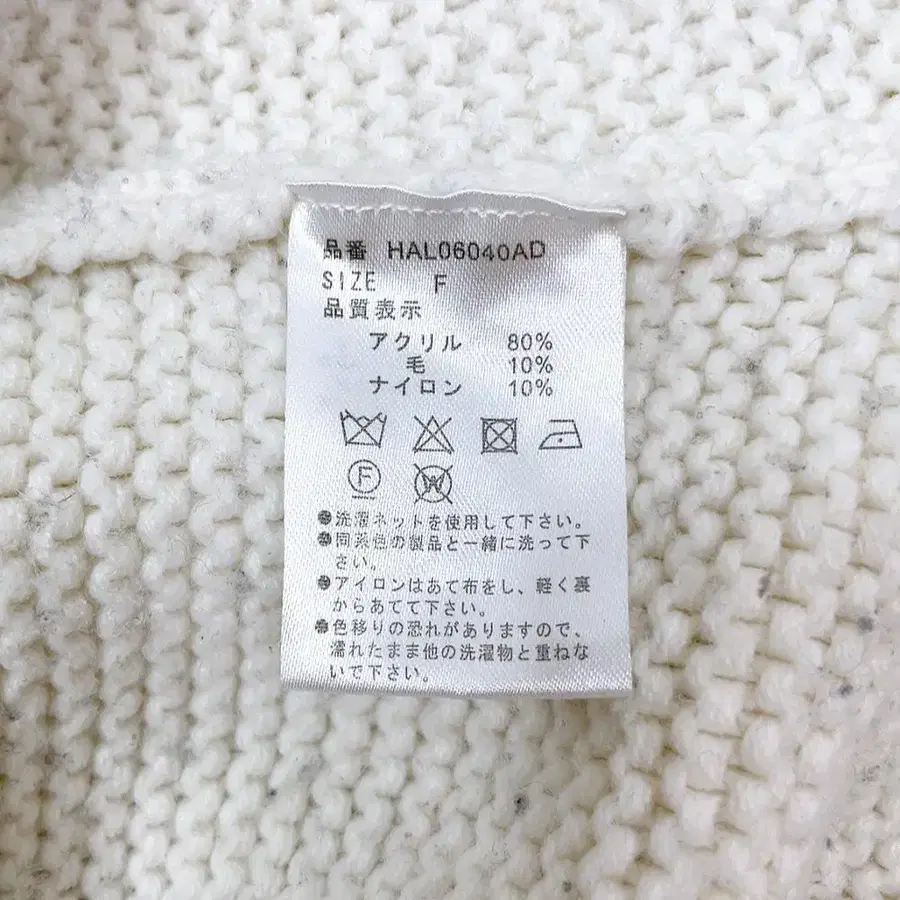 品番 HAL06040AD
SIZE F
品質表示
アクリル 80%
毛 10%
ナイロン 10%
F W
●洗濯ネットを使用して下さい。
●同系色の製品と一緒に洗って下
さい。
●アイロンはあて布をし、軽く裏
からあてて下さい。
●色移りの恐れがありますので、
濡れたまま他の洗濯物と重ねな
いで下さい。